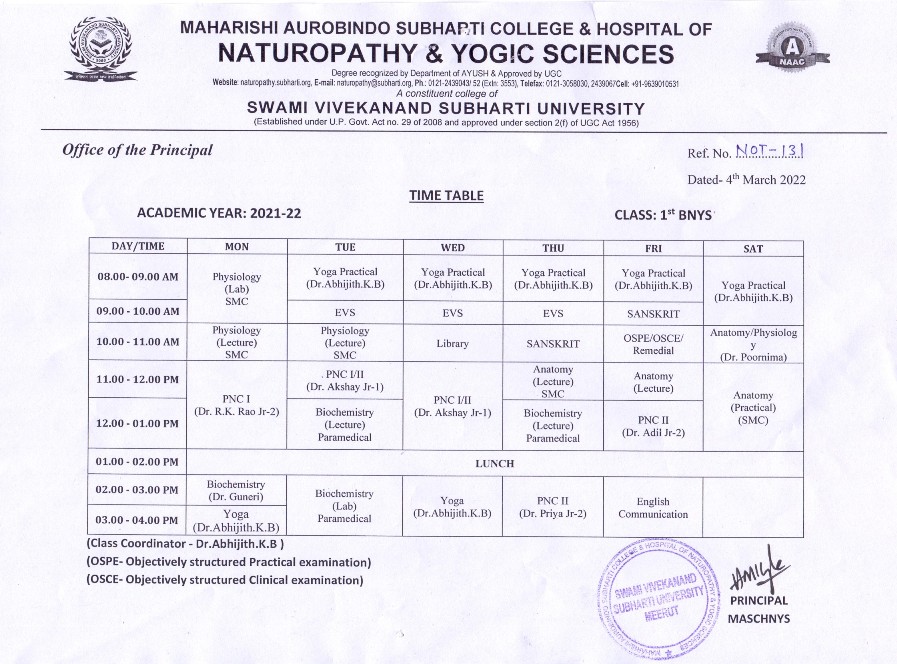 MAHARISHI AUROBINDO SUBHARTI COLLEGE & HOSPITAL OF
NATUROPATHY & YOGIC SCIENCES
Degree recognized by Department of AYUSH & Approved by UGC
Website: naturopathy.subharti.org, E-mail: naturopathy@subharti.org, Ph.: 0121-2439043/ 52 (Extn: 3553), Telefax: 0121-3058030, 2439067Cell: +91-9639010531
A constituent college of
SWAMI VIVEKANAND SUBHARTI UNIVERSITY
(Established under U.P. Govt. Act no. 29 of 2008 and approved under section 2(f) of UGC Act 1956)
A
NAAC
Office of the Principal
Ref. No. NOT-131
Dated- 4th March 2022
TIME TABLE
ACADEMIC YEAR: 2021-22
CLASS: 1st BNYS
DAY/TIME MON TUE WED THU FRI SAT
08.00- 09.00 AM
Physiology
(Lab)
SMC
Yoga Practical
(Dr.Abhijith.K.B)
Yoga Practical
(Dr.Abhijith.K.B)
Yoga Practical
(Dr.Abhijith.K.B)
Yoga Practical
(Dr.Abhijith.K.B)
Yoga Practical
(Dr.Abhijith.K.B)
09.00 - 10.00 AM
EVS
EVS
EVS
SANSKRIT
10.00 - 11.00 AM
Physiology
(Lecture)
SMC
Physiology
(Lecture)
SMC
Library
SANSKRIT
OSPE/OSCE/
Remedial
Anatomy/Physiolog
y
(Dr. Poornima)
11.00 - 12.00 PM
PNC I
(Dr. R.K. Rao Jr-2)
PNC I/II
(Dr. Akshay Jr-1)
PNC I/II
(Dr. Akshay Jr-1)
Anatomy
(Lecture)
SMC
Anatomy
(Lecture)
Anatomy
(Practical)
(SMC)
12.00 - 01.00 PM
Biochemistry
(Lecture)
Paramedical
Biochemistry
(Lecture)
Paramedical
PNC II
(Dr. Adil Jr-2)
01.00 - 02.00 PM
LUNCH
02.00 - 03.00 PM
Biochemistry
(Dr. Guneri)
Biochemistry
(Lab)
Paramedical
Yoga
(Dr.Abhijith.K.B)
PNC II
(Dr. Priya Jr-2)
English
Communication
03.00 - 04.00 PM
Yoga
(Dr.Abhijith.K.B)
(Class Coordinator - Dr.Abhijith.K.B )
(OSPE- Objectively structured Practical examination)
(OSCE- Objectively structured Clinical examination)
SWAMI VIVEKANAND
SUBHARTI UNIVERSITY
MEERUT
PRINCIPAL
MASCHNYS